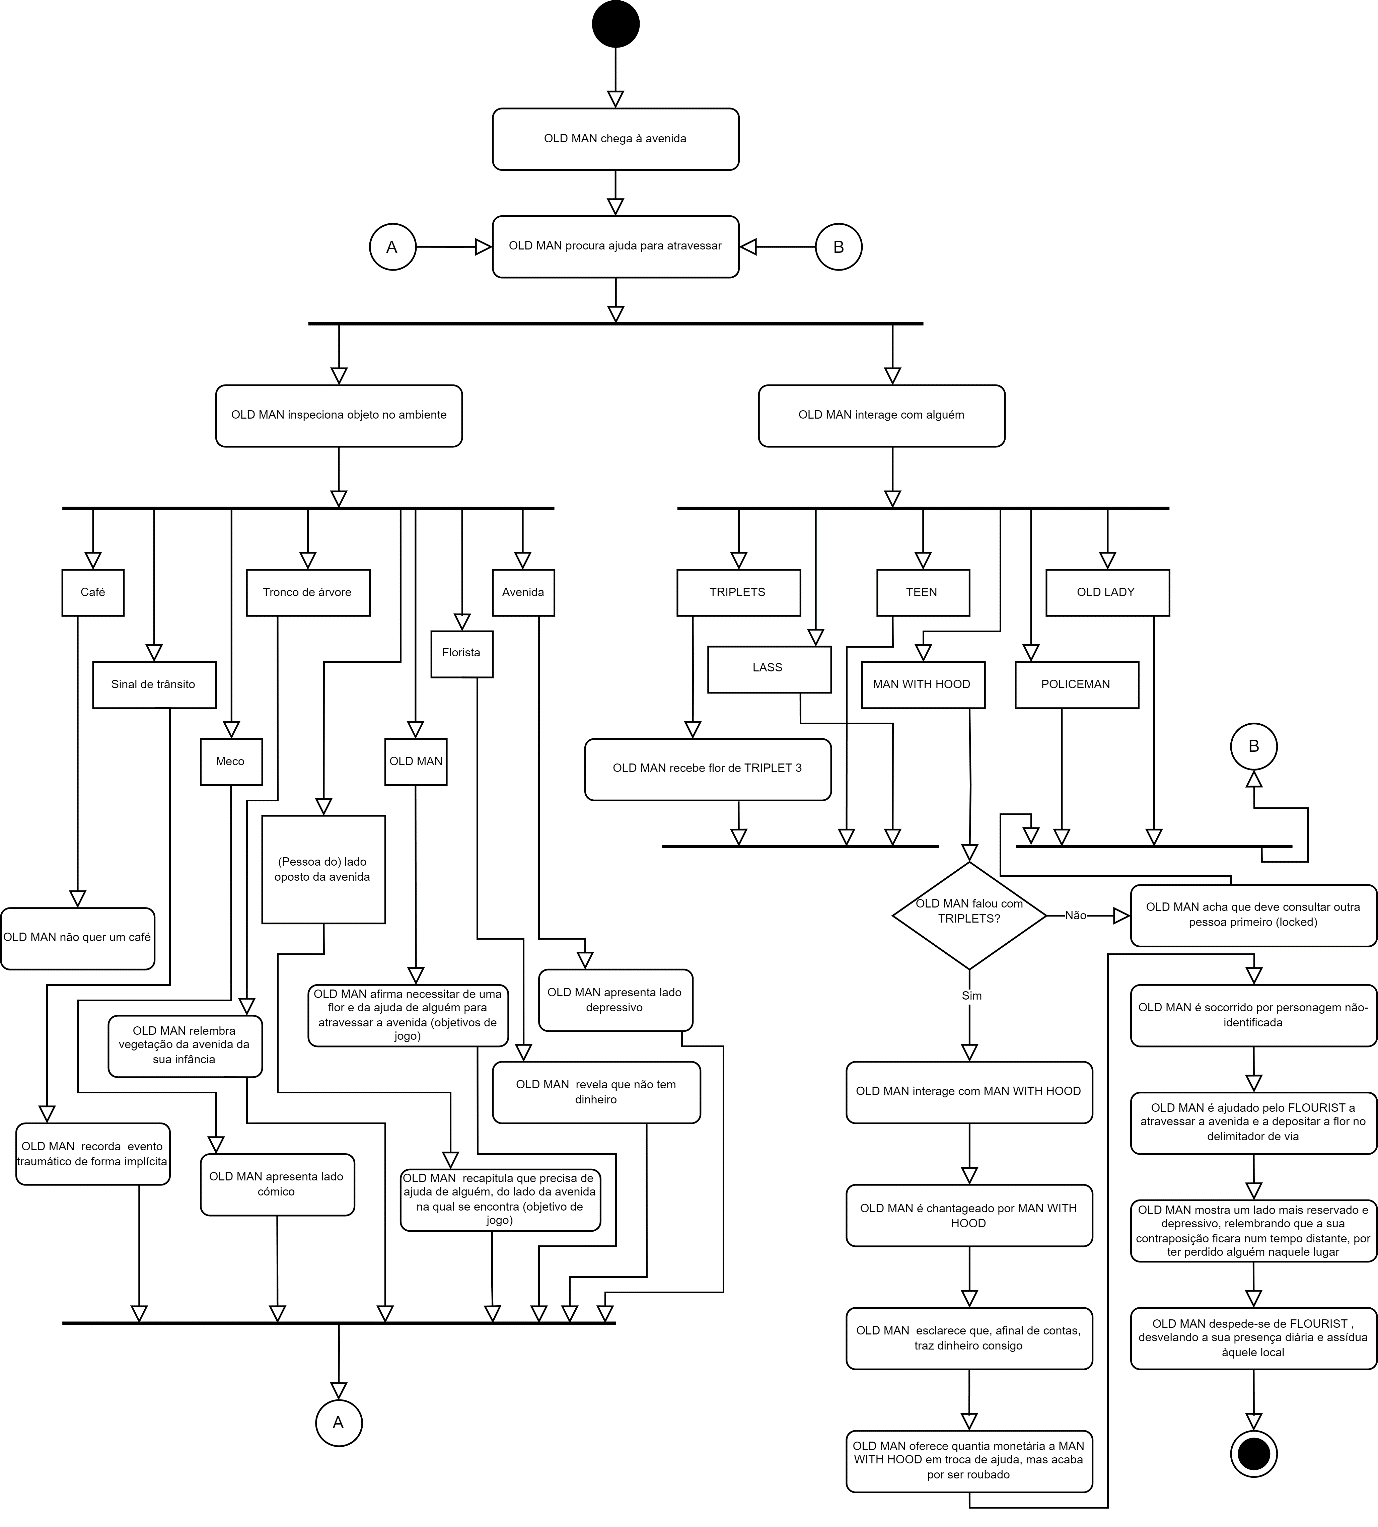 OLD MAN chega à avenida
A
OLD MAN procura ajuda para atravessar
B
OLD MAN inspeciona objeto no ambiente
OLD MAN interage com alguém
Café
Tronco de árvore
Avenida
TRIPLETS
TEEN
OLD LADY
Florista
LASS
Sinal de trânsito
MAN WITH HOOD
POLICEMAN
Meco
OLD MAN
OLD MAN recebe flor de TRIPLET 3
B
(Pessoa do) lado
oposto da avenida
OLD MAN falou com
TRIPLETS?
Não
OLD MAN acha que deve consultar outra
pessoa primeiro (locked)
OLD MAN não quer um café
OLD MAN apresenta lado
depressivo
Sim
OLD MAN afirma necessitar de uma
flor e da ajuda de alguém para
atravessar a avenida (objetivos de
jogo)
OLD MAN é socorrido por personagem não-
identificada
OLD MAN relembra
vegetação da avenida da
sua infância
OLD MAN  revela que não tem
dinheiro
OLD MAN interage com MAN WITH HOOD
OLD MAN é ajudado pelo FLOURIST a
atravessar a avenida e a depositar a flor no
delimitador de via
OLD MAN  recorda  evento
traumático de forma implícita
OLD MAN apresenta lado
cómico
OLD MAN  recapitula que precisa de
ajuda de alguém, do lado da avenida
na qual se encontra (objetivo de
jogo)
OLD MAN é chantageado por MAN WITH
HOOD
OLD MAN mostra um lado mais reservado e
depressivo, relembrando que a sua
contraposição ficara num tempo distante, por
ter perdido alguém naquele lugar
OLD MAN  esclarece que, afinal de contas,
traz dinheiro consigo
OLD MAN despede-se de FLOURIST ,
desvelando a sua presença diária e assídua
àquele local
A
OLD MAN oferece quantia monetária a MAN
WITH HOOD em troca de ajuda, mas acaba
por ser roubado